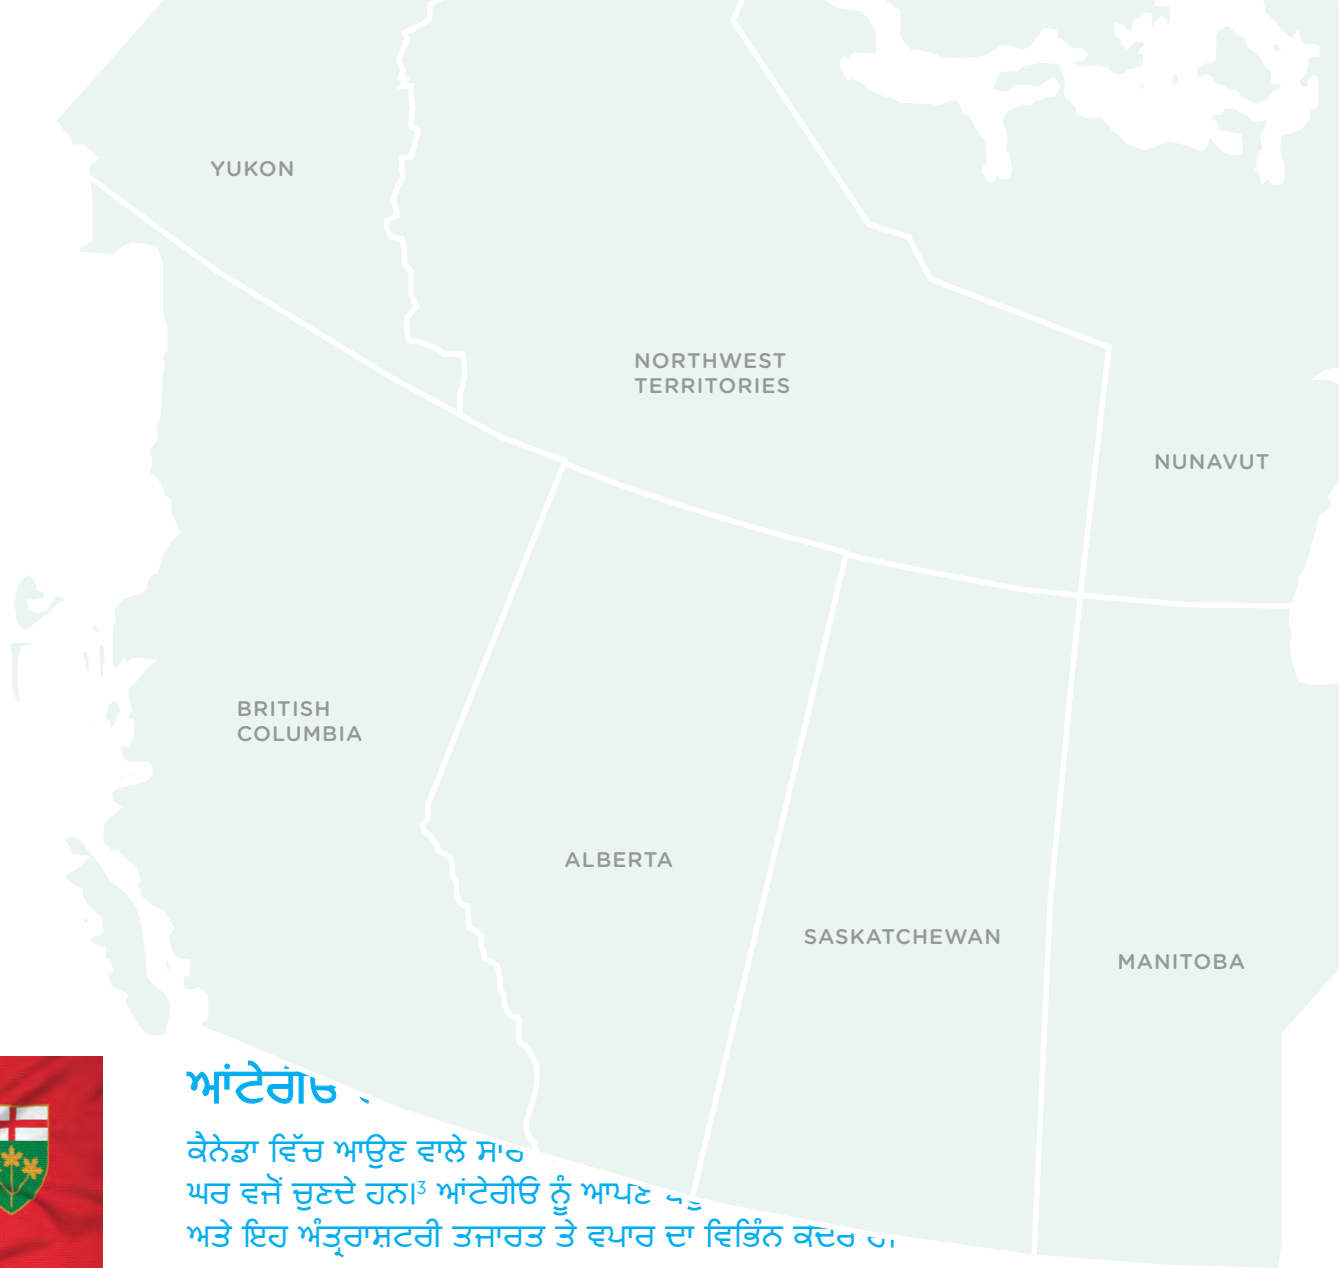 YUKON
NORTHWEST
TERRITORIES
NUNAVUT
BRITISH
COLUMBIA
ALBERTA
SASKATCHEWAN
MANITOBA
ਆਂਟੇਰੀਓ
ਕੈਨੇਡਾ ਵਿੱਚ ਆਉਣ ਵਾਲੇ
ਘਰ ਵਜੋਂ ਚੁਣਦੇ ਹਨ।³ ਆਂਟੇਰੀਓ ਨੂੰ ਆਪਣੇ
ਅਤੇ ਇਹ ਅੰਤ੍ਰਰਾਸ਼ਟਰੀ ਤਜਾਰਤ ਤੇ ਵਪਾਰ ਦਾ ਵਿਭਿੰਨ ਕੇਂਦਰ ਹੈ।